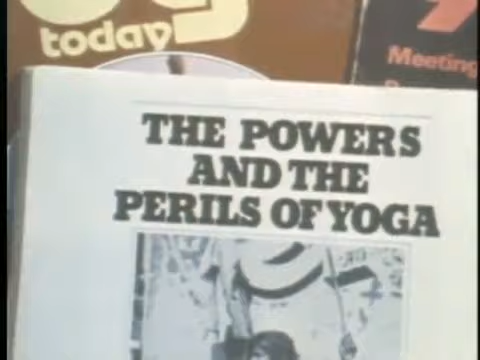 today
Meeting
THE POWERS
AND THE
PERILS OF YOGA